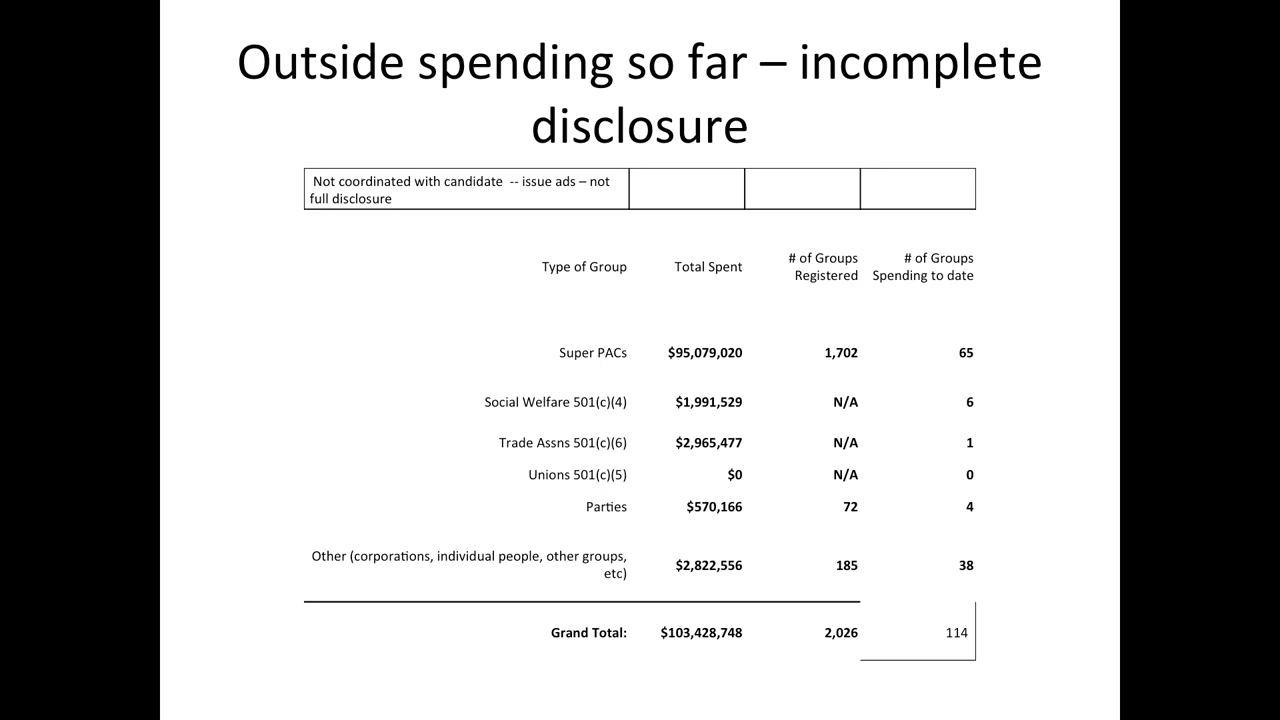 Outside spending so far – incomplete
disclosure
Not coordinated with candidate -- issue ads – not
full disclosure
Type of Group Total Spent # of Groups Registered # of Groups Spending to date
Super PACs $95,079,020 1,702 65
Social Welfare 501(c)(4) $1,991,529 N/A 6
Trade Assns 501(c)(6) $2,965,477 N/A 1
Unions 501(c)(5) $0 N/A 0
Parties $570,166 72 4
Other (corporations, individual people, other groups,
etc) $2,822,556 185 38
Grand Total: $103,428,748 2,026 114